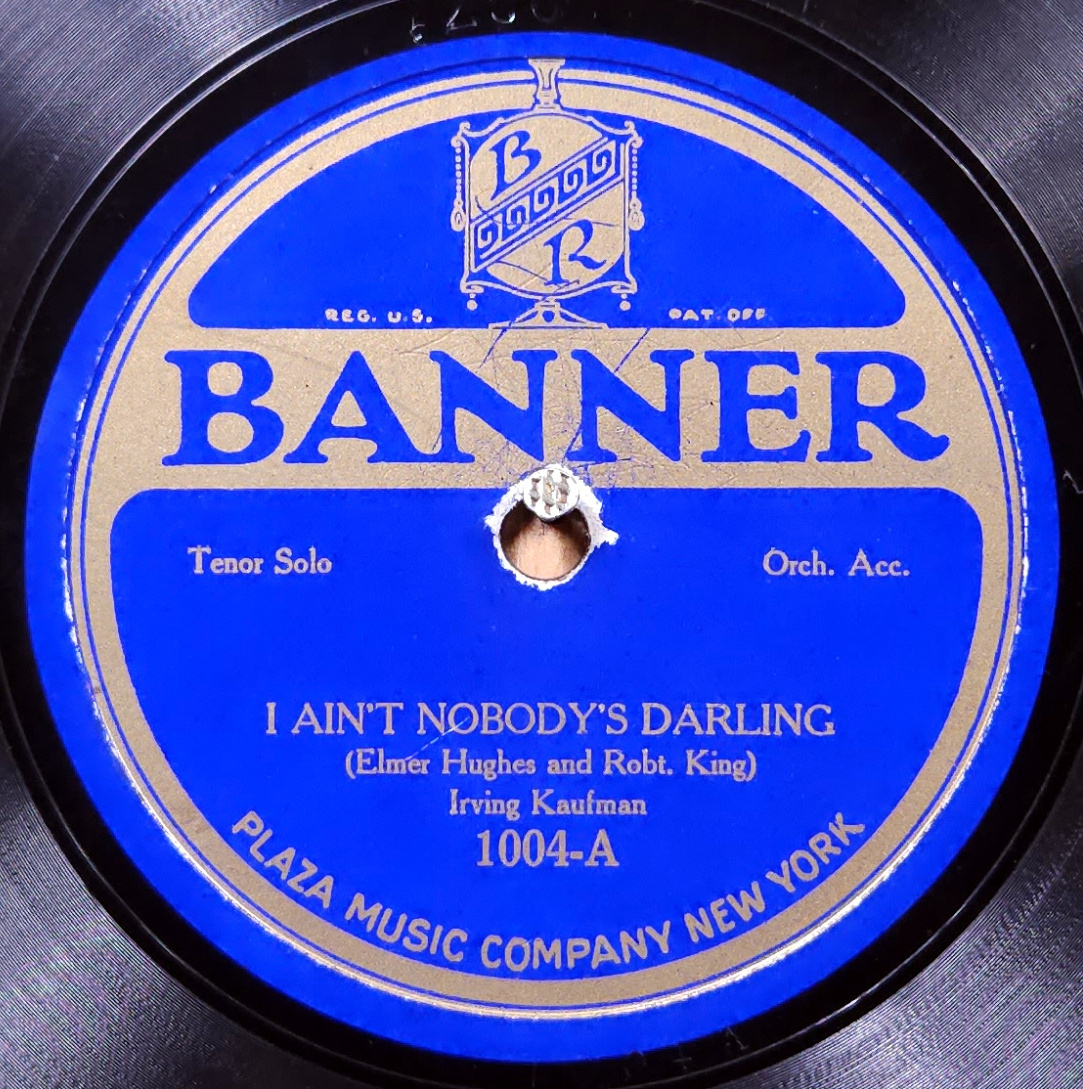 B
R
REG. U.S. PAT. OFF.
BANNER
Tenor Solo Orch. Acc.
I AIN'T NOBODY'S DARLING
(Elmer Hughes and Robt. King)
Irving Kaufman
1004-A
PLAZA MUSIC COMPANY NEW YORK